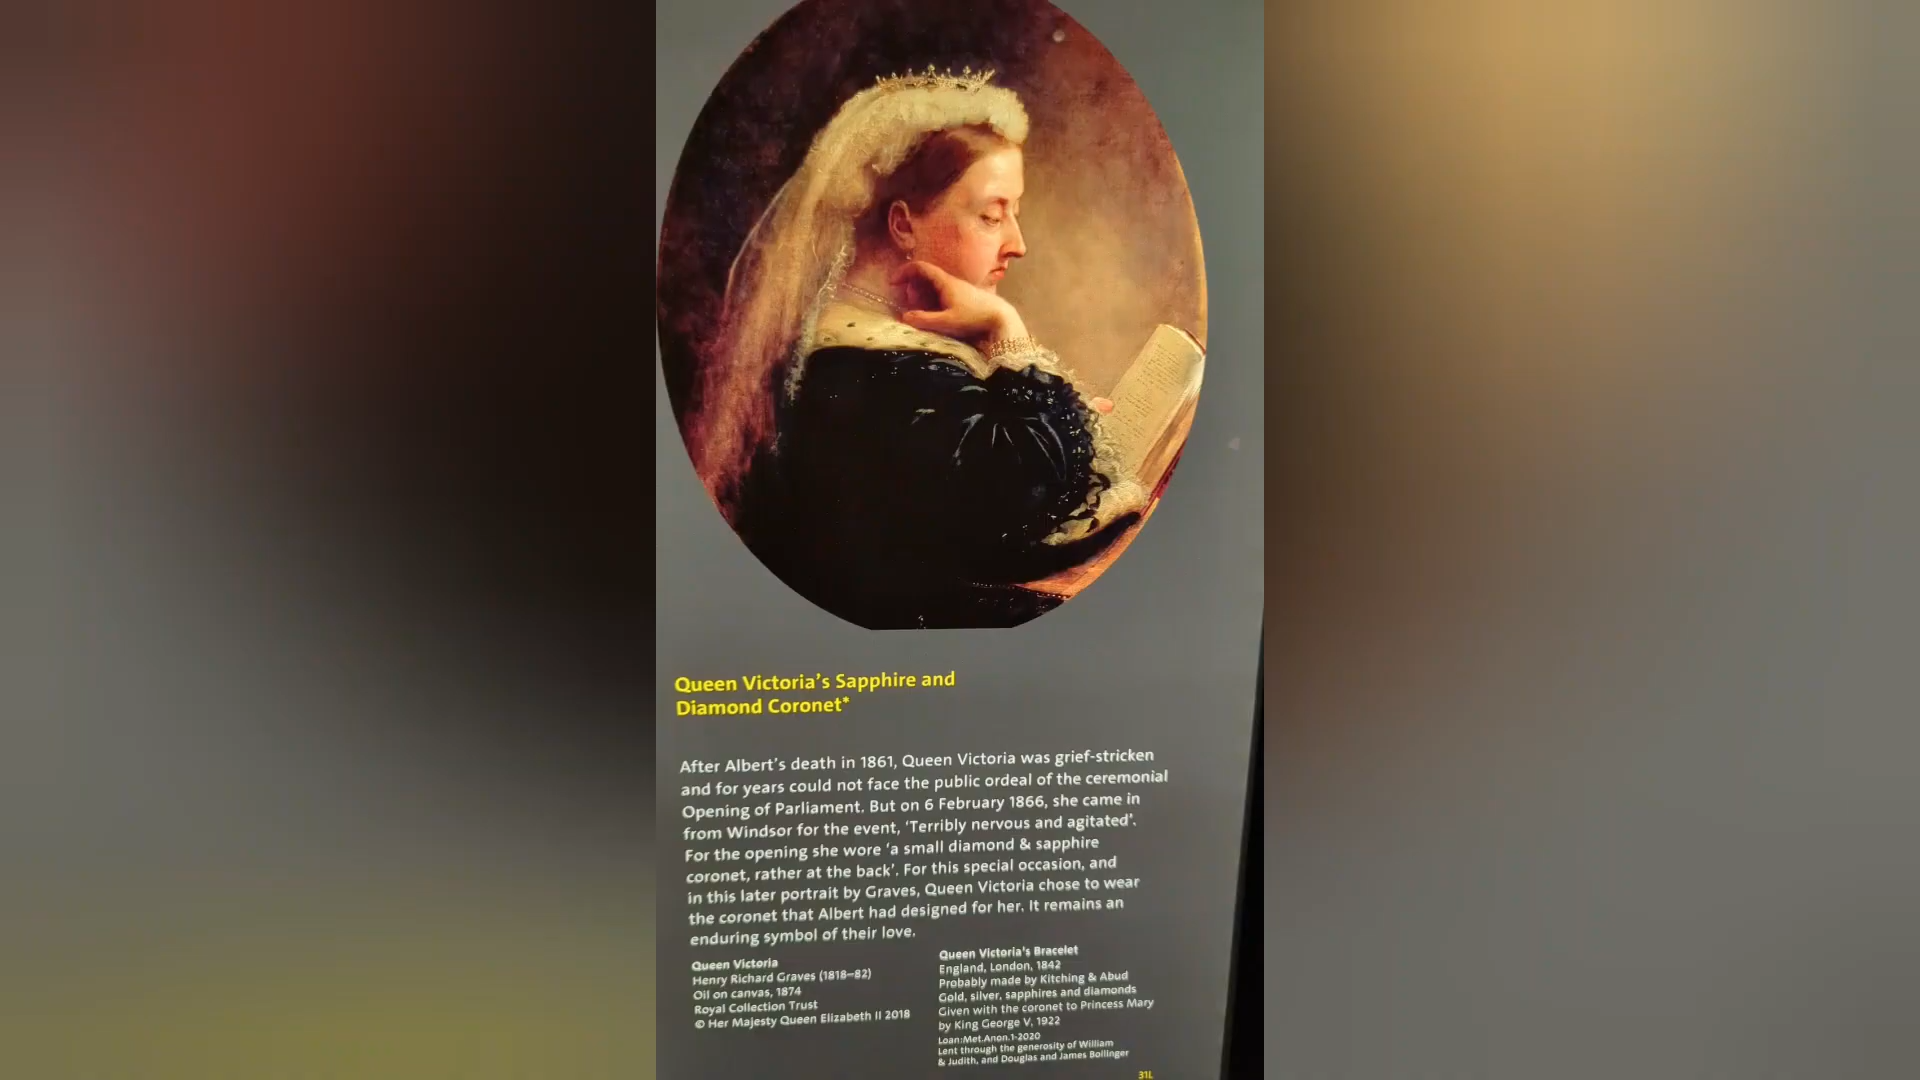 Queen Victoria's Sapphire and
Diamond Coronet*
After Albert's death in 1861, Queen Victoria was grief-stricken
and for years could not face the public ordeal of the ceremonial
Opening of Parliament. But on 6 February 1866, she came in
from Windsor for the event, 'Terribly nervous and agitated'.
For the opening she wore 'a small diamond & sapphire
coronet, rather at the back'. For this special occasion, and
in this later portrait by Graves, Queen Victoria chose to wear
the coronet that Albert had designed for her. It remains an
enduring symbol of their love.
Queen Victoria
Henry Richard Graves (1818–82)
Oil on canvas, 1874
Royal Collection Trust
© Her Majesty Queen Elizabeth II 2018
Queen Victoria's Bracelet
England, London, 1842
Probably made by Kitching & Abud
Gold, silver, sapphires and diamonds
Given with the coronet to Princess Mary
by King George V, 1922
Loan:Met.Anon.1-2020
Lent through the generosity of William
& Judith, and Douglas and James Bollinger
31L